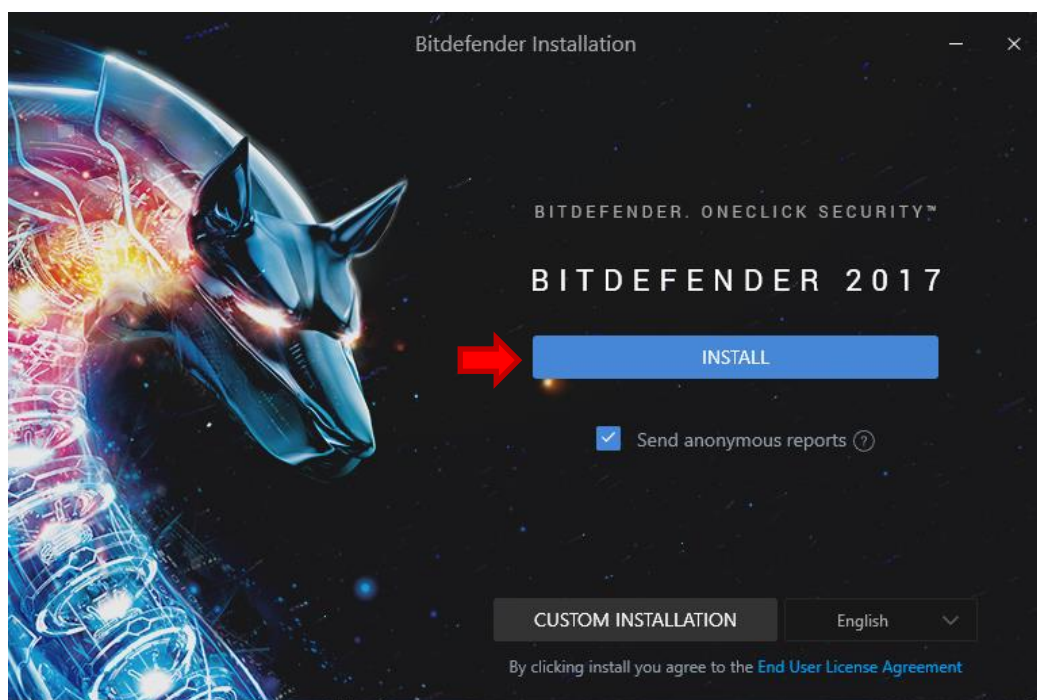 Bitdefender Installation
BITDEFENDER. ONECLICK SECURITY™
BITDEFENDER 2017
INSTALL
Send anonymous reports ?
CUSTOM INSTALLATION
English
By clicking install you agree to the End User License Agreement